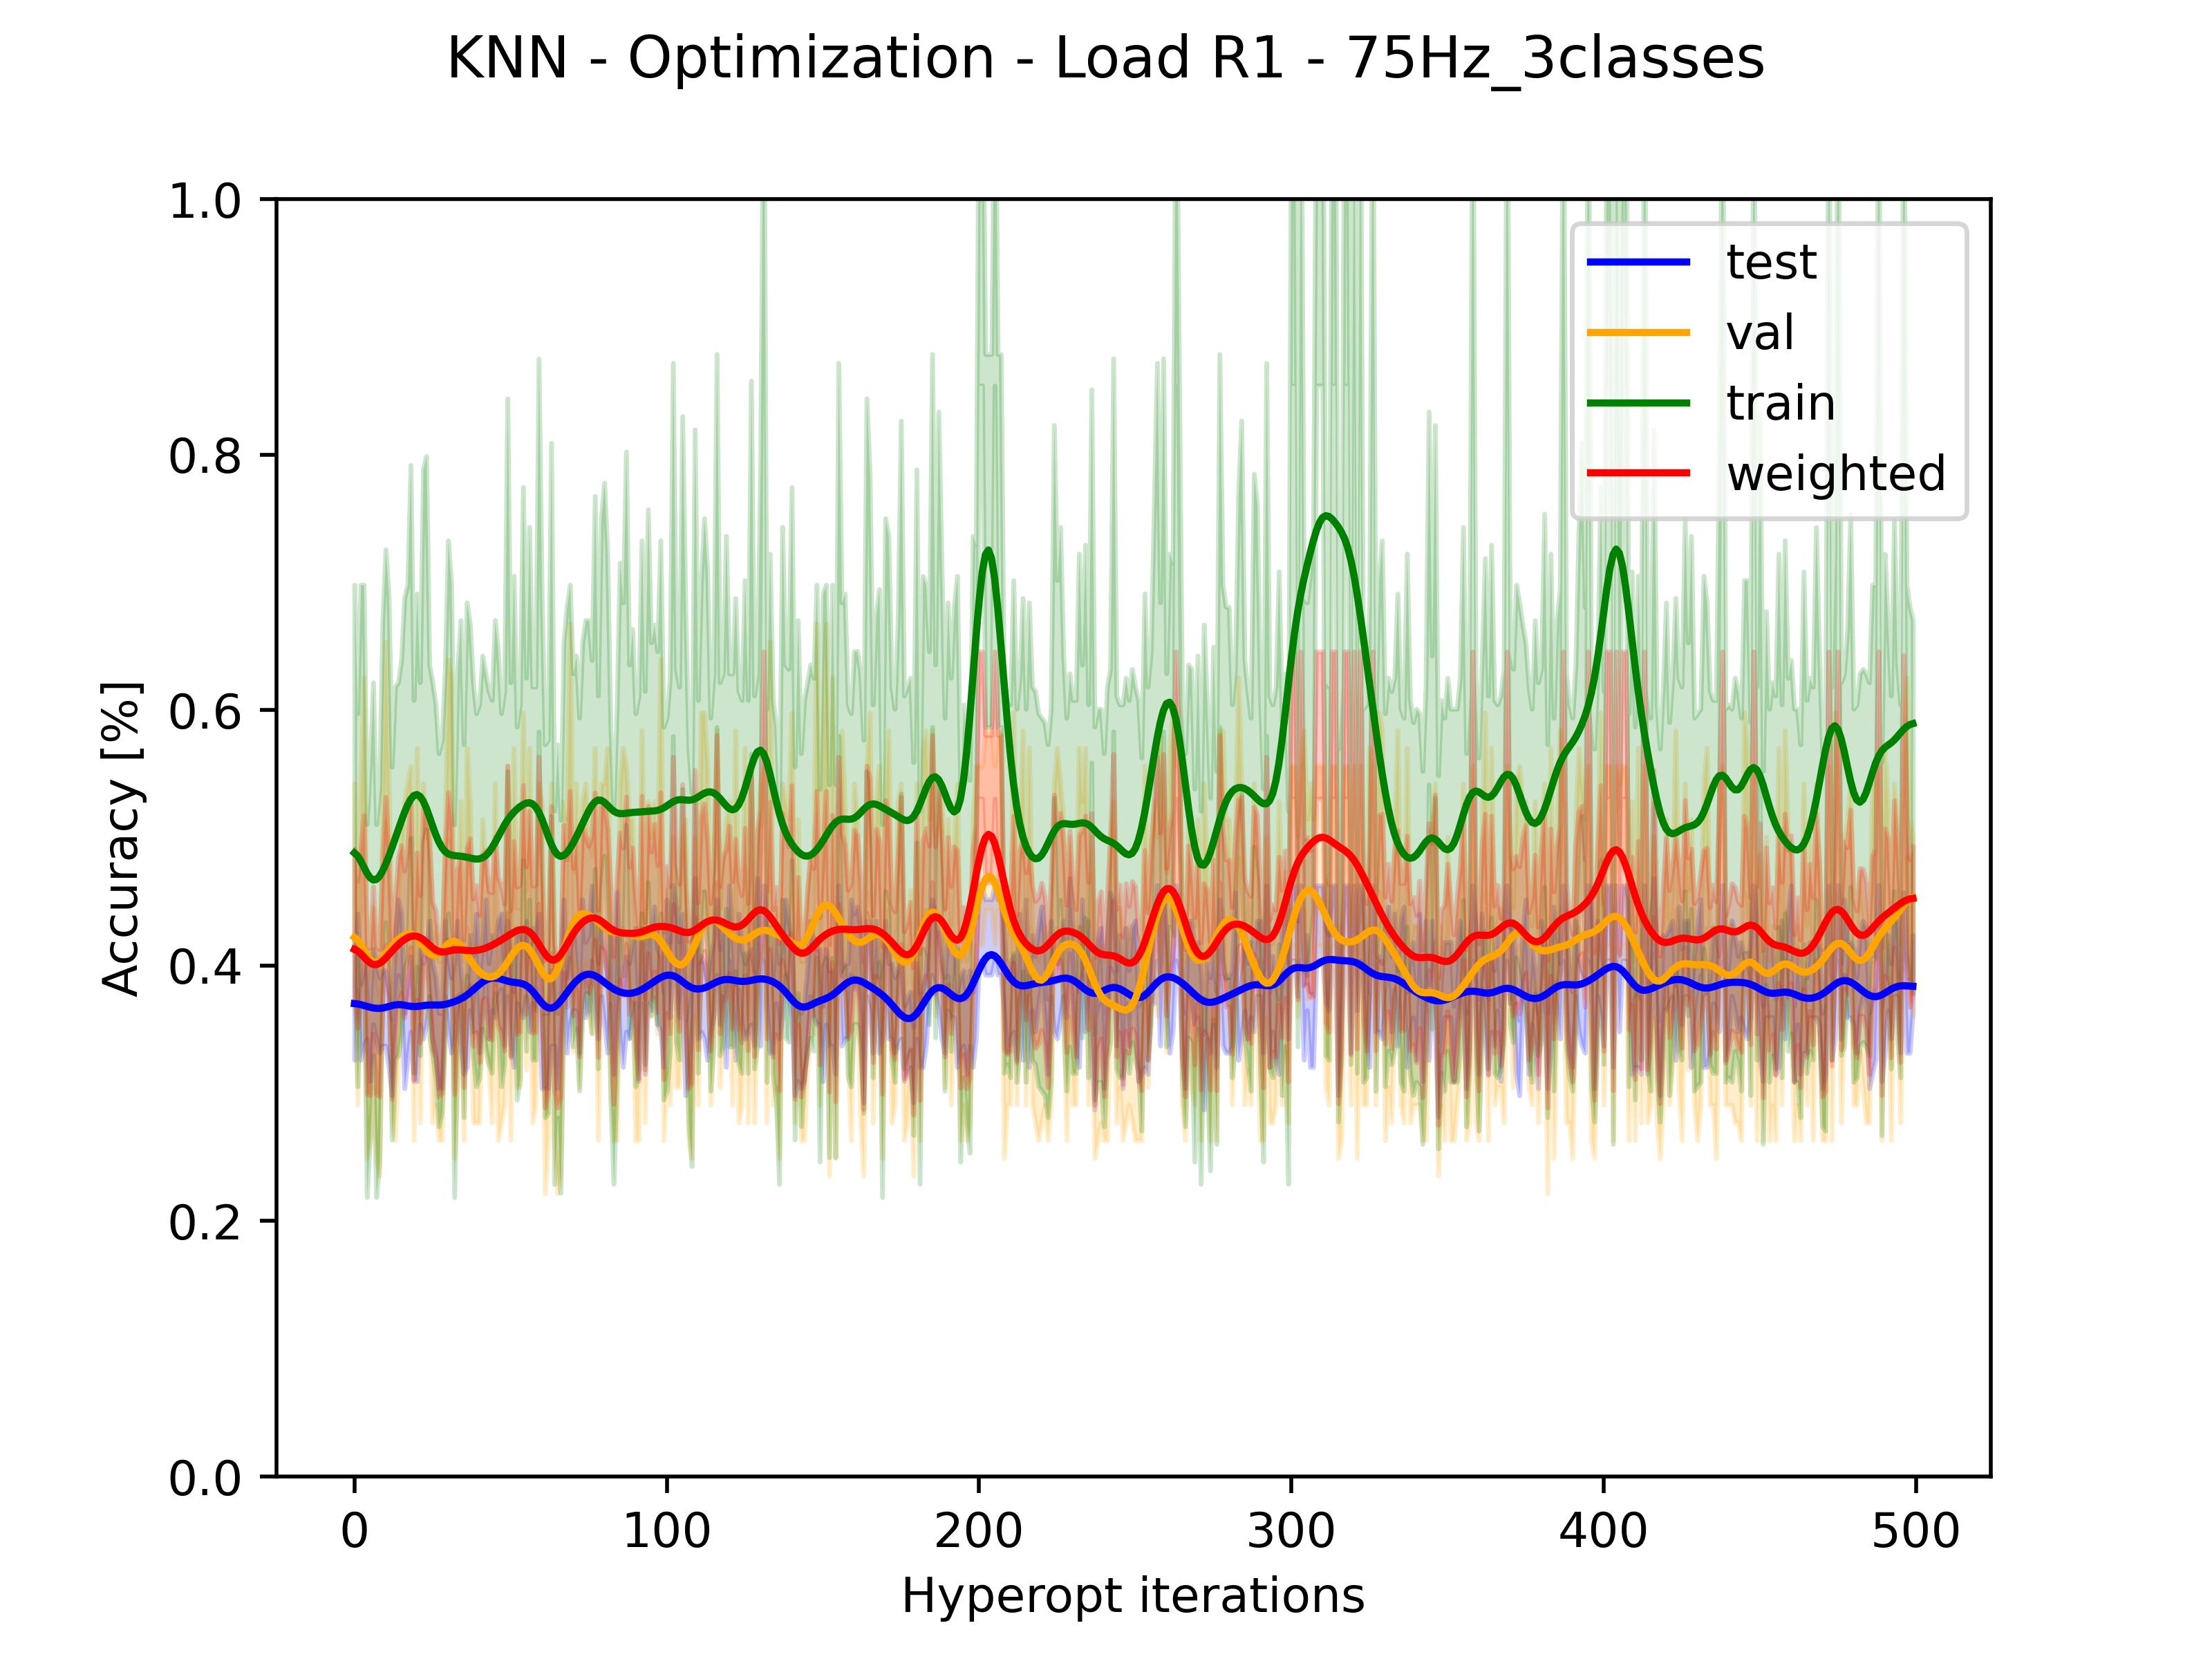 KNN - Optimization - Load R1 - 75Hz_3classes
1.0
0.8
0.6
0.4
0.2
0.0
Accuracy [%]
test
val
train
weighted
0 100 200 300 400 500
Hyperopt iterations